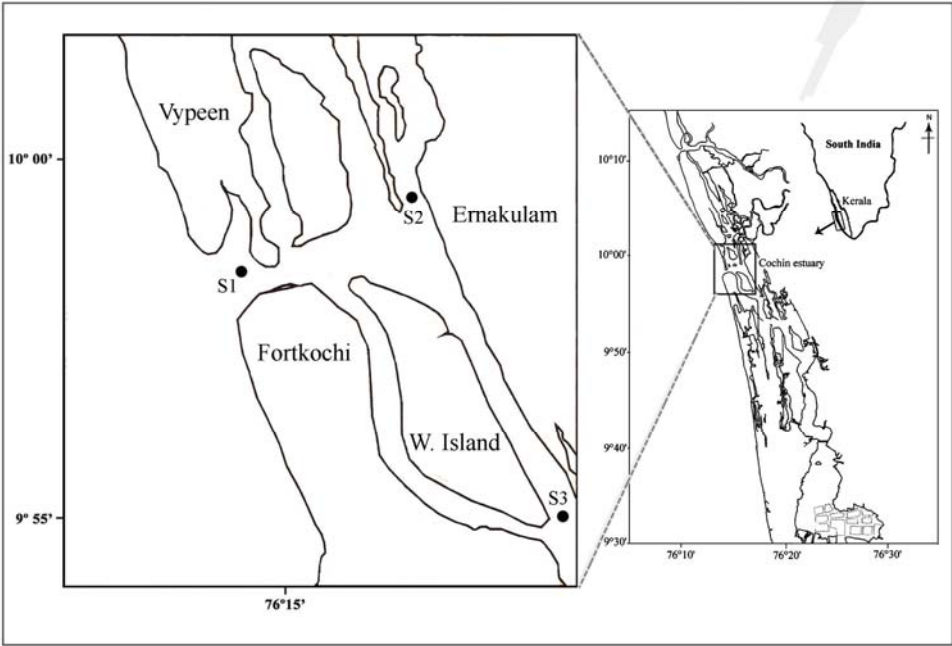 Vypeen
10° 00'
S2
Ernakulam
S1
Fortkochi
W. Island
S3
9° 55'
76°15'
N
10°10'
South India
Kerala
10°00'
Cochin estuary
9°50'
9°40'
9°30'
76°10'
76°20'
76°30'